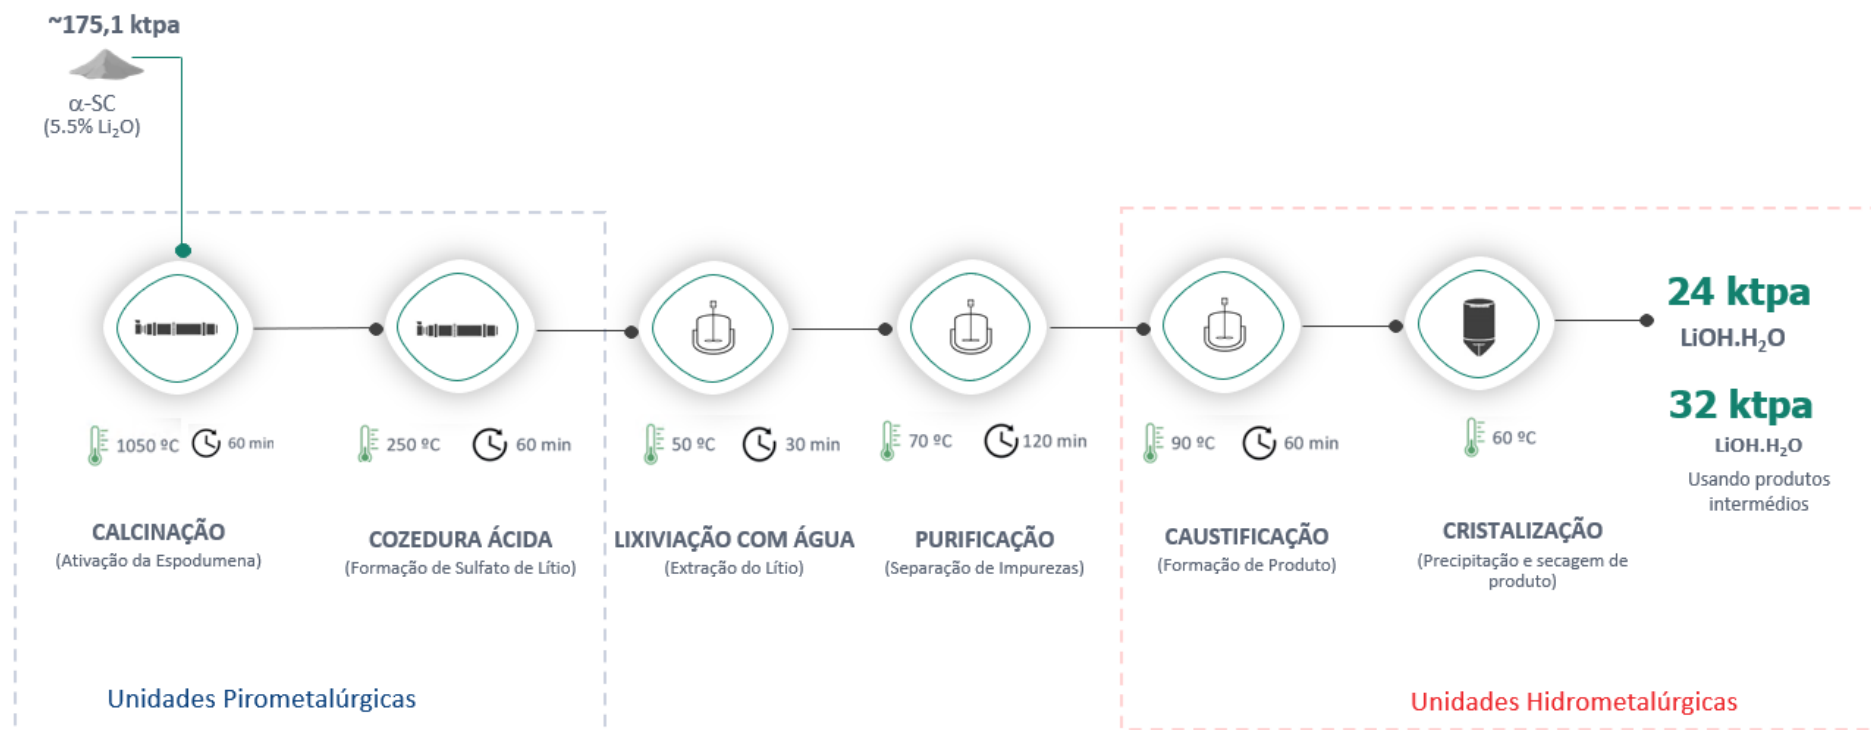 ~175,1 ktpa
α-SC
(5.5% Li₂O)
1050 ºC
60 min
CALCINAÇÃO
(Ativação da Espodumena)
250 ºC
60 min
COZEDURA ÁCIDA
(Formação de Sulfato de Lítio)
50 ºC
30 min
LIXIVIAÇÃO COM ÁGUA
(Extração do Lítio)
70 ºC
120 min
PURIFICAÇÃO
(Separação de Impurezas)
90 ºC
60 min
CAUSTIFICAÇÃO
(Formação de Produto)
60 ºC
CRISTALIZAÇÃO
(Precipitação e secagem de
produto)
24 ktpa
LiOH.H₂O
32 ktpa
LiOH.H₂O
Usando produtos
intermédios
Unidades Pirometalúrgicas
Unidades Hidrometalúrgicas